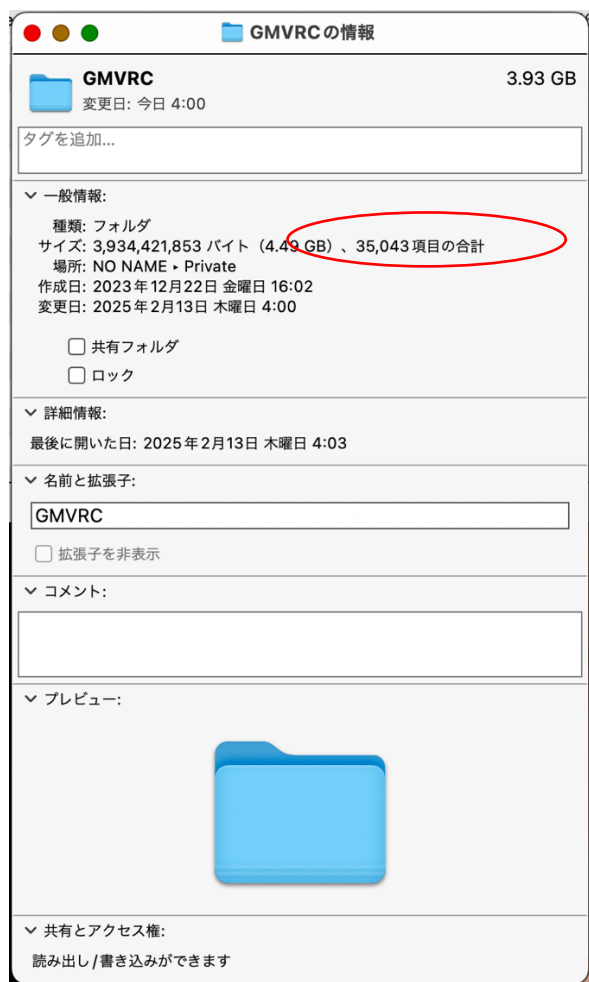 GMVRCの情報
GMVRC 3.93 GB
変更日: 今日 4:00
タグを追加...
一般情報:
種類: フォルダ
サイズ: 3,934,421,853 バイト（4.49 GB）、35,043項目の合計
場所: NO NAME ▸ Private
作成日: 2023年12月22日 金曜日 16:02
変更日: 2025年2月13日 木曜日 4:00
共有フォルダ
ロック
詳細情報:
最後に開いた日: 2025年2月13日 木曜日 4:03
名前と拡張子:
GMVRC
拡張子を非表示
コメント:
プレビュー:
共有とアクセス権:
読み出し/書き込みができます